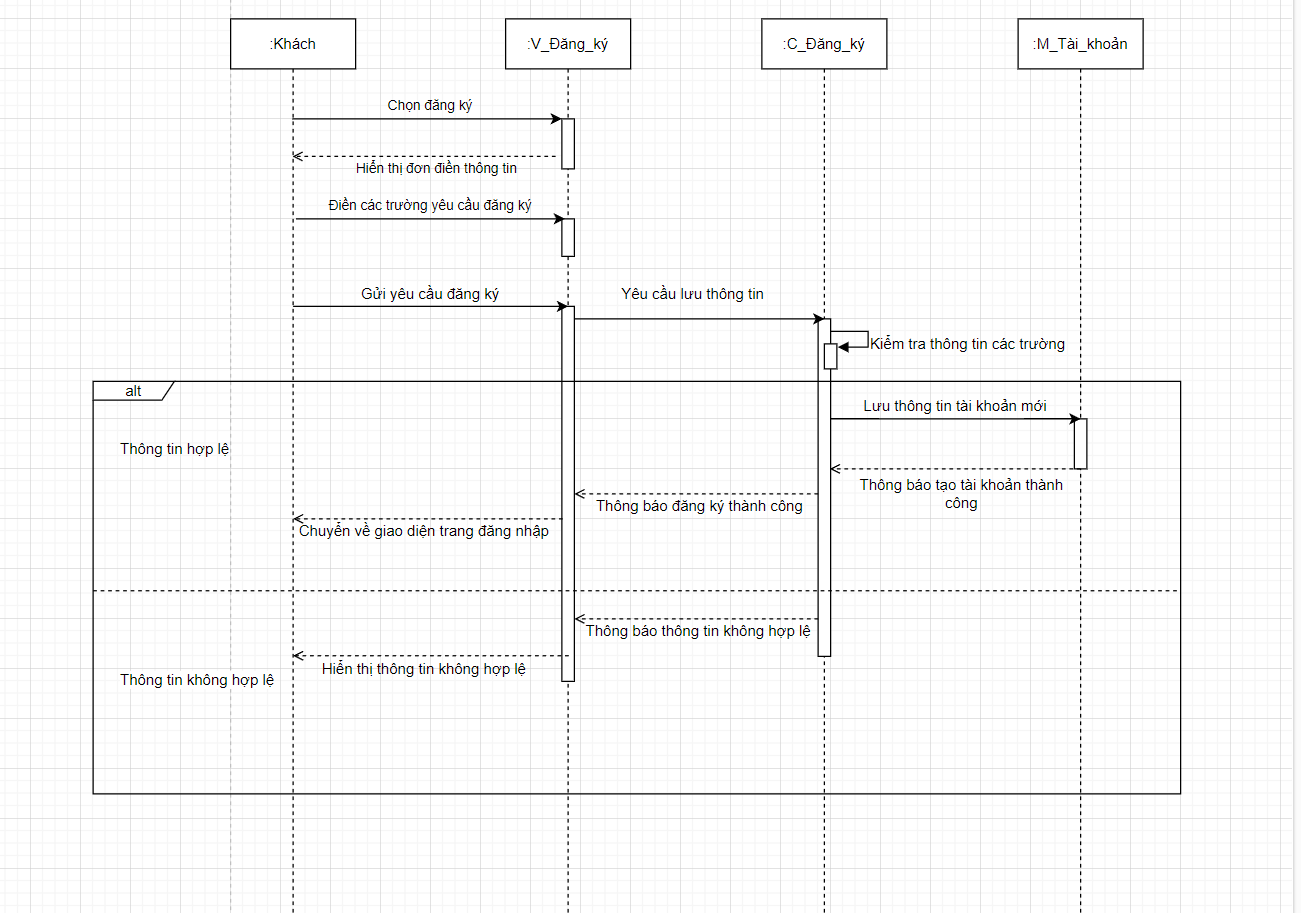 :Khách
:V_Đăng_ký
:C_Đăng_ký
:M_Tài_khoản
Chọn đăng ký
Hiển thị đơn điền thông tin
Điền các trường yêu cầu đăng ký
Gửi yêu cầu đăng ký
Yêu cầu lưu thông tin
Kiểm tra thông tin các trường
alt
Lưu thông tin tài khoản mới
Thông tin hợp lệ
Thông báo tạo tài khoản thành
công
Thông báo đăng ký thành công
Chuyển về giao diện trang đăng nhập
Thông báo thông tin không hợp lệ
Hiển thị thông tin không hợp lệ
Thông tin không hợp lệ